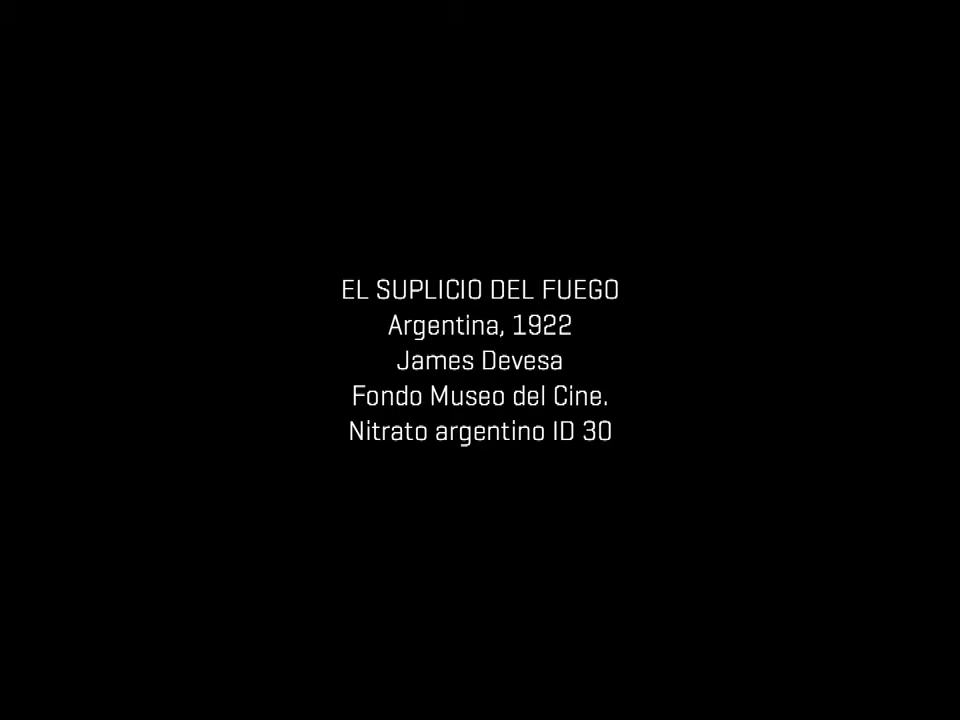 EL SUPLICIO DEL FUEGO
Argentina, 1922
James Devesa
Fondo Museo del Cine.
Nitrato argentino ID 30